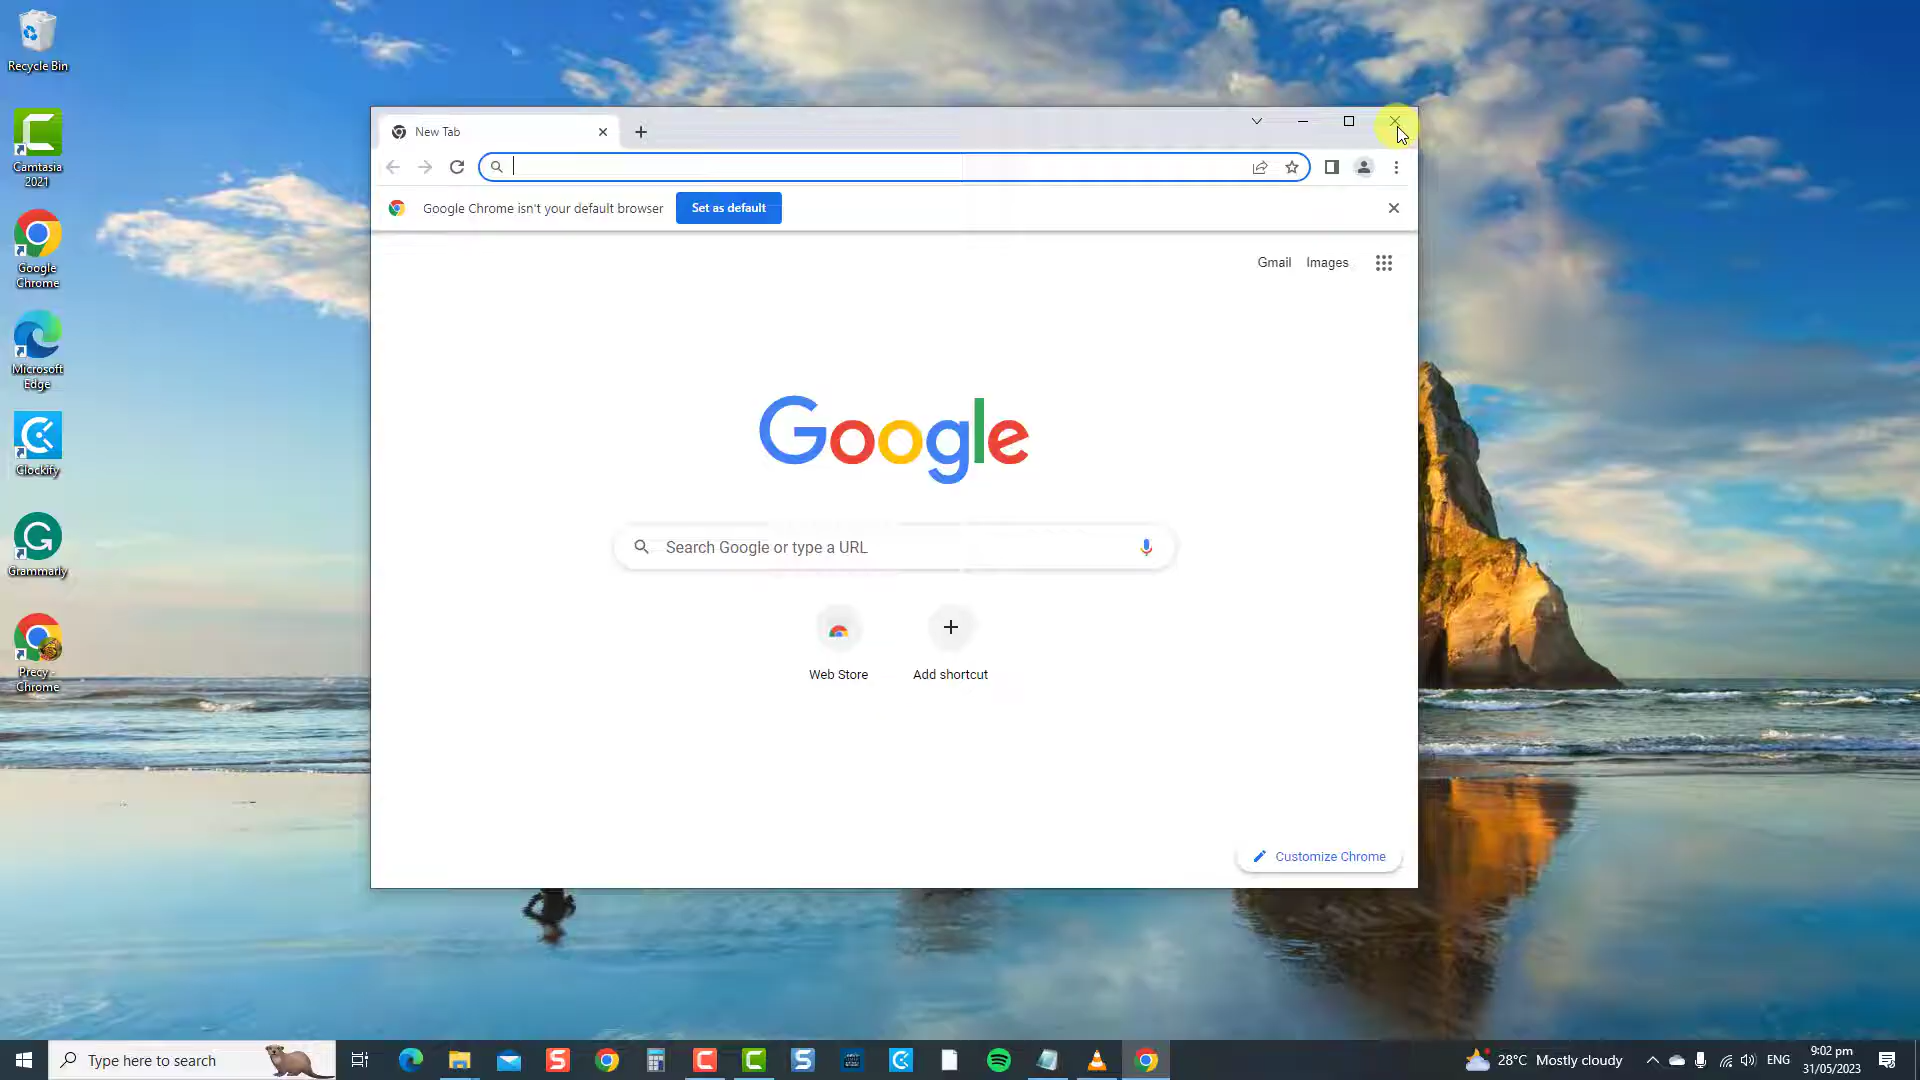 Recycle Bin
Camtasia
2021
Google
Chrome
Microsoft
Edge
Clockify
Grammarly
Precy -
Chrome
New Tab
Google Chrome isn't your default browser
Set as default
Gmail
Images
Google
Search Google or type a URL
Web Store
Add shortcut
Customize Chrome
Type here to search
28°C Mostly cloudy
ENG
9:02 pm
31/05/2023